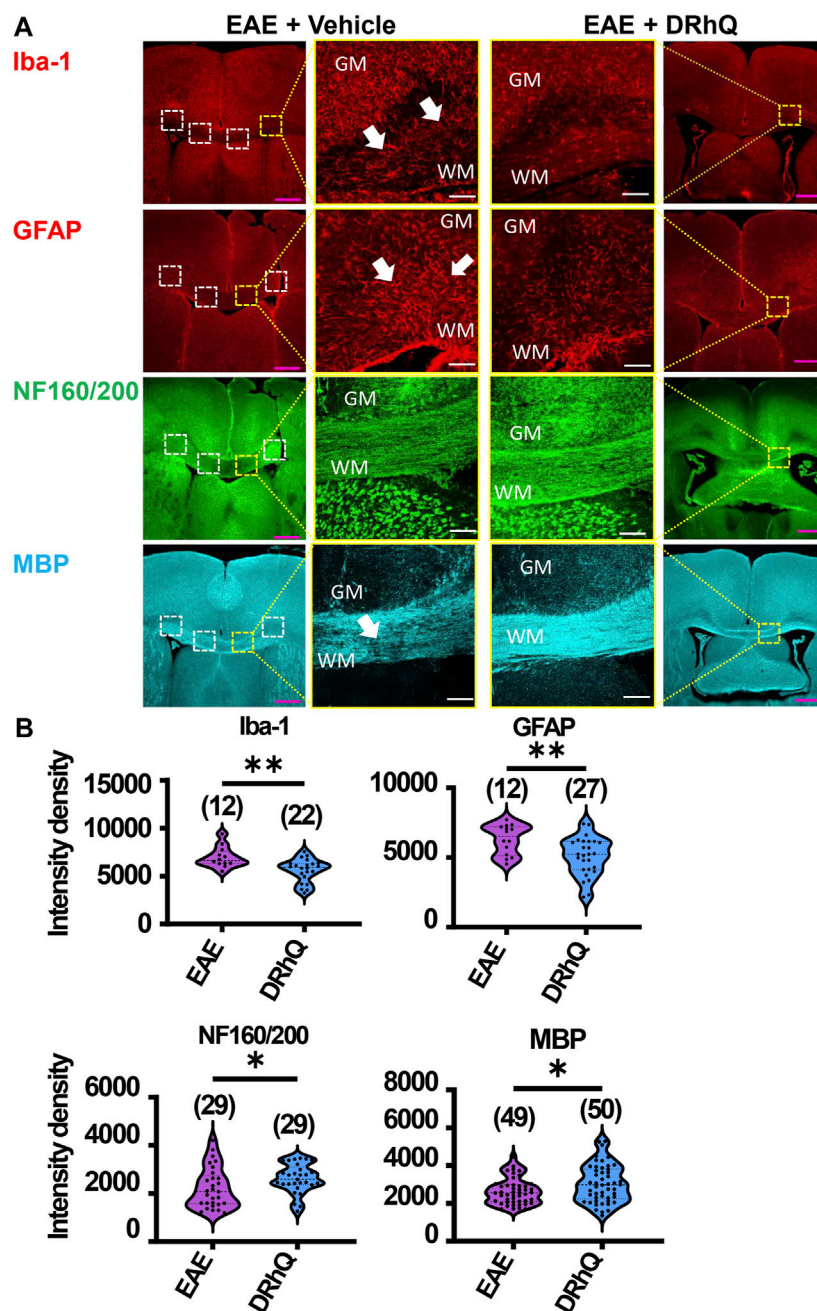 A
EAE + Vehicle
EAE + DRhQ
Iba-1
GM
WM
GM
WM
GFAP
GM
WM
GM
WM
NF160/200
GM
WM
GM
WM
MBP
GM
WM
GM
WM
B
Iba-1
**
Intensity density
15000
10000
5000
0
(12)
(22)
EAE
DRhQ
GFAP
**
10000
5000
0
(12)
(27)
EAE
DRhQ
NF160/200
*
Intensity density
6000
4000
2000
0
(29)
(29)
EAE
DRhQ
MBP
*
8000
6000
4000
2000
0
(49)
(50)
EAE
DRhQ